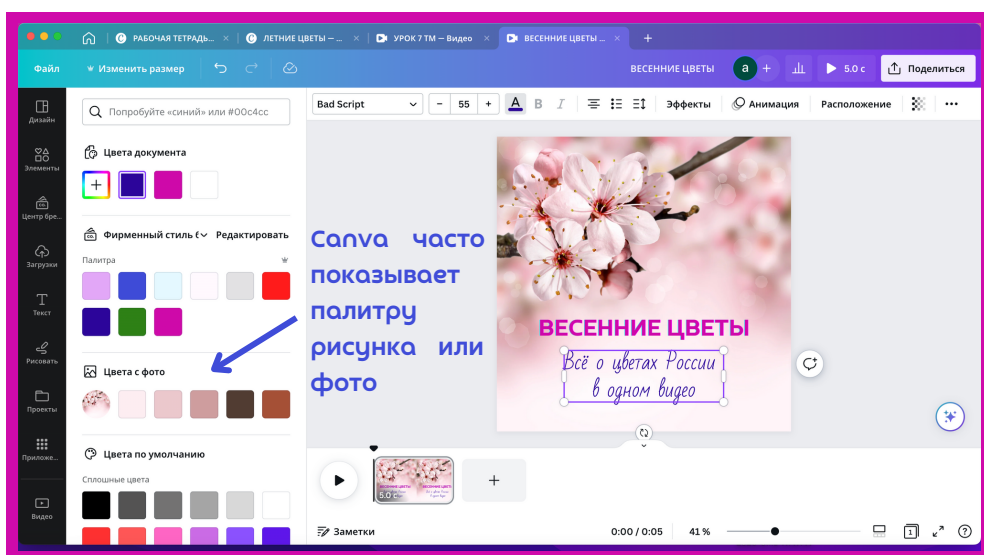 РАБОЧАЯ ТЕТРАДЬ...
ЛЕТНИЕ ЦВЕТЫ — ...
УРОК 7 ТМ — Видео
ВЕСЕННИЕ ЦВЕТЫ ...
Файл
Изменить размер
ВЕСЕННИЕ ЦВЕТЫ
a
+
5.0 с
Поделиться
Дизайн
Элементы
Центр бре...
Загрузки
Текст
Рисовать
Проекты
Приложе...
Видео
Попробуйте «синий» или #00c4cc
Цвета документа
Фирменный стиль
Редактировать
Палитра
Цвета с фото
Цвета по умолчанию
Сплошные цвета
Bad Script
– 55 +
A B I
Эффекты
Анимация
Расположение
Canva часто
показывает
палитру
рисунка или
фото
ВЕСЕННИЕ ЦВЕТЫ
Всё о цветах России
в одном видео
5.0
Заметки
0:00 / 0:05
41 %
1